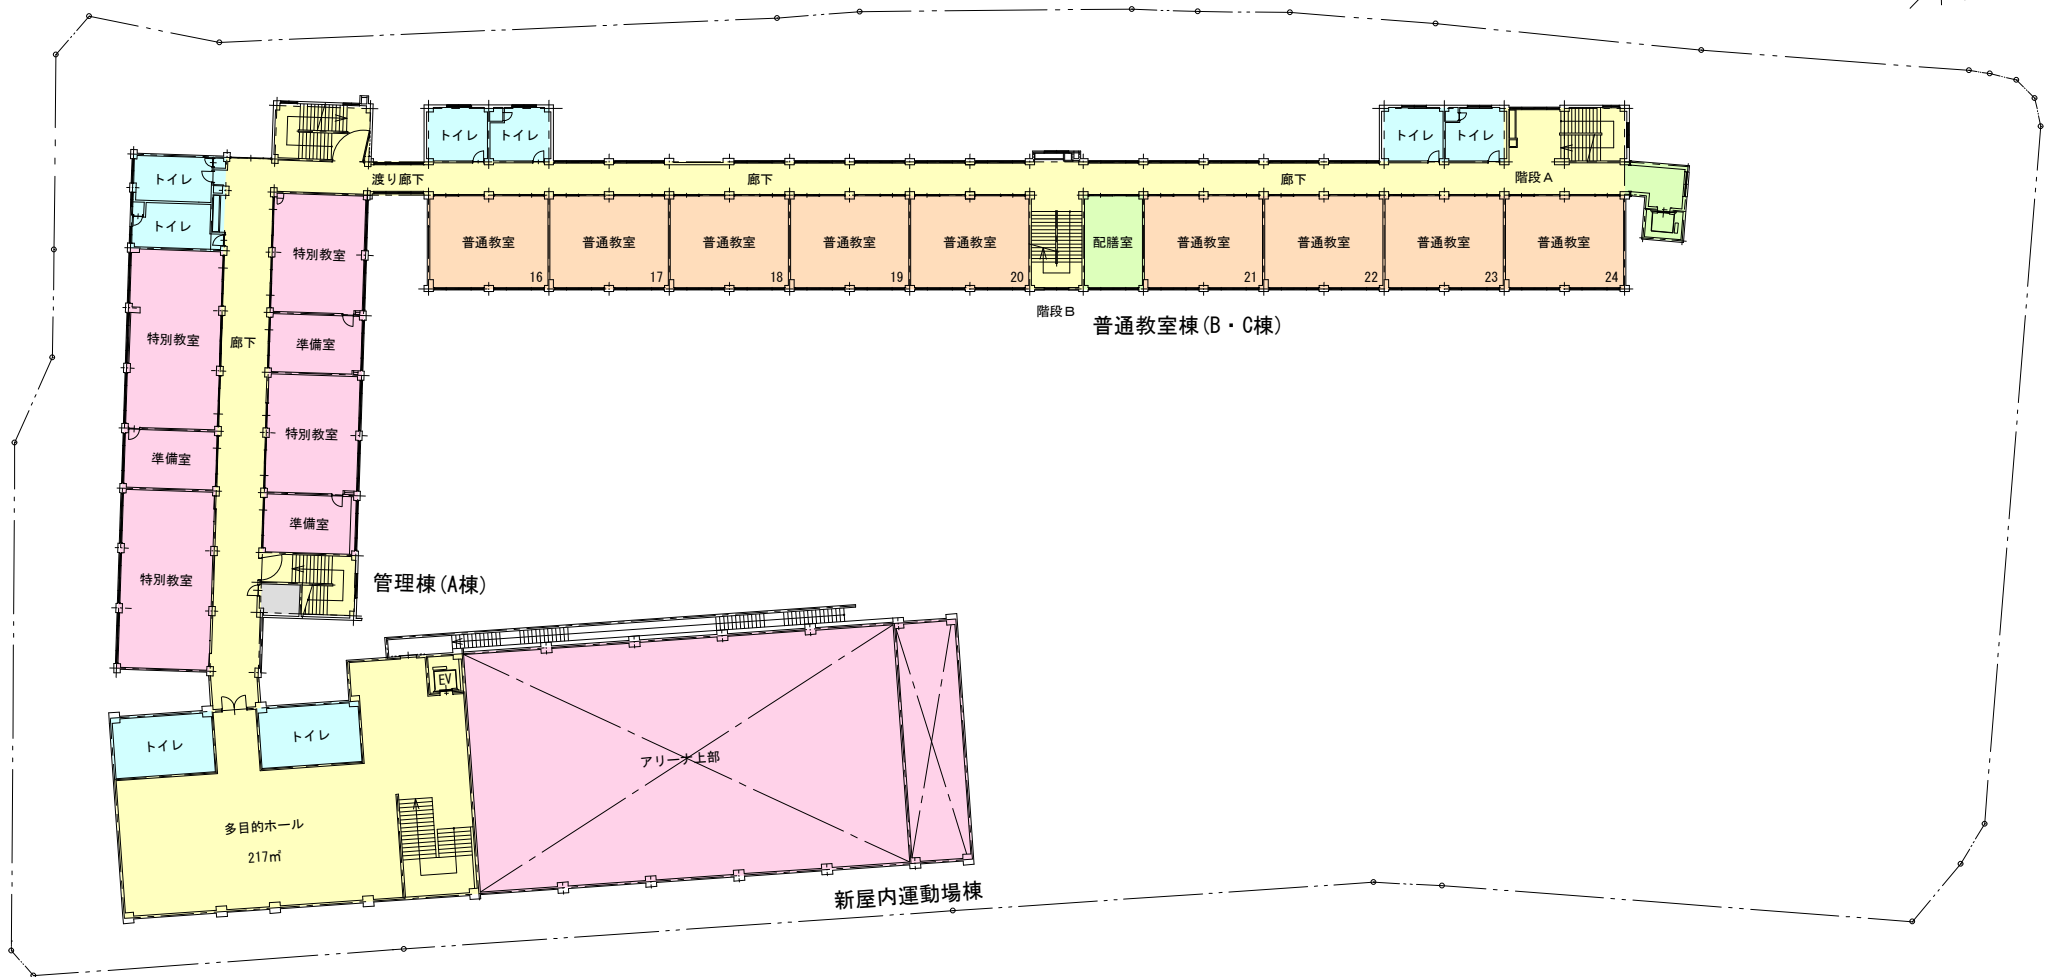 トイレ
トイレ
トイレ
トイレ
トイレ
渡り廊下
廊下
廊下
階段A
トイレ
特別教室
普通教室
16
普通教室
17
普通教室
18
普通教室
19
普通教室
20
配膳室
普通教室
21
普通教室
22
普通教室
23
普通教室
24
階段B
普通教室棟(B・C棟)
特別教室
廊下
準備室
特別教室
準備室
準備室
特別教室
管理棟(A棟)
EV
トイレ
トイレ
アリーナ上部
多目的ホール
217㎡
新屋内運動場棟